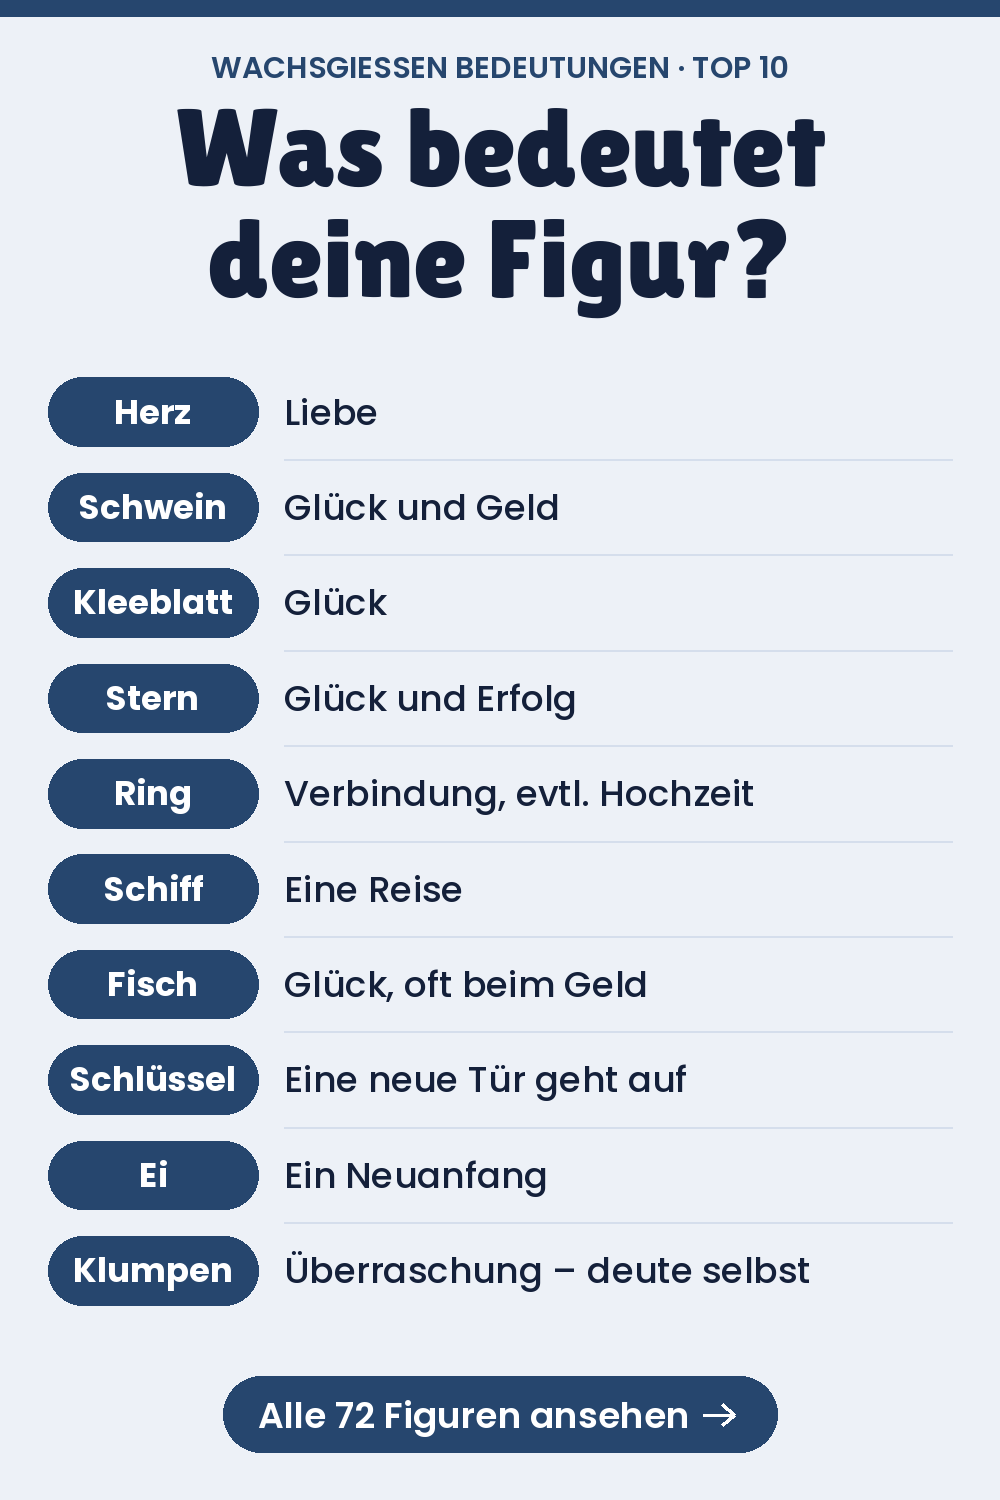 WACHSGIESSEN BEDEUTUNGEN · TOP 10
Was bedeutet
deine Figur?
Herz Liebe
Schwein Glück und Geld
Kleeblatt Glück
Stern Glück und Erfolg
Ring Verbindung, evtl. Hochzeit
Schiff Eine Reise
Fisch Glück, oft beim Geld
Schlüssel Eine neue Tür geht auf
Ei Ein Neuanfang
Klumpen Überraschung – deute selbst
Alle 72 Figuren ansehen →